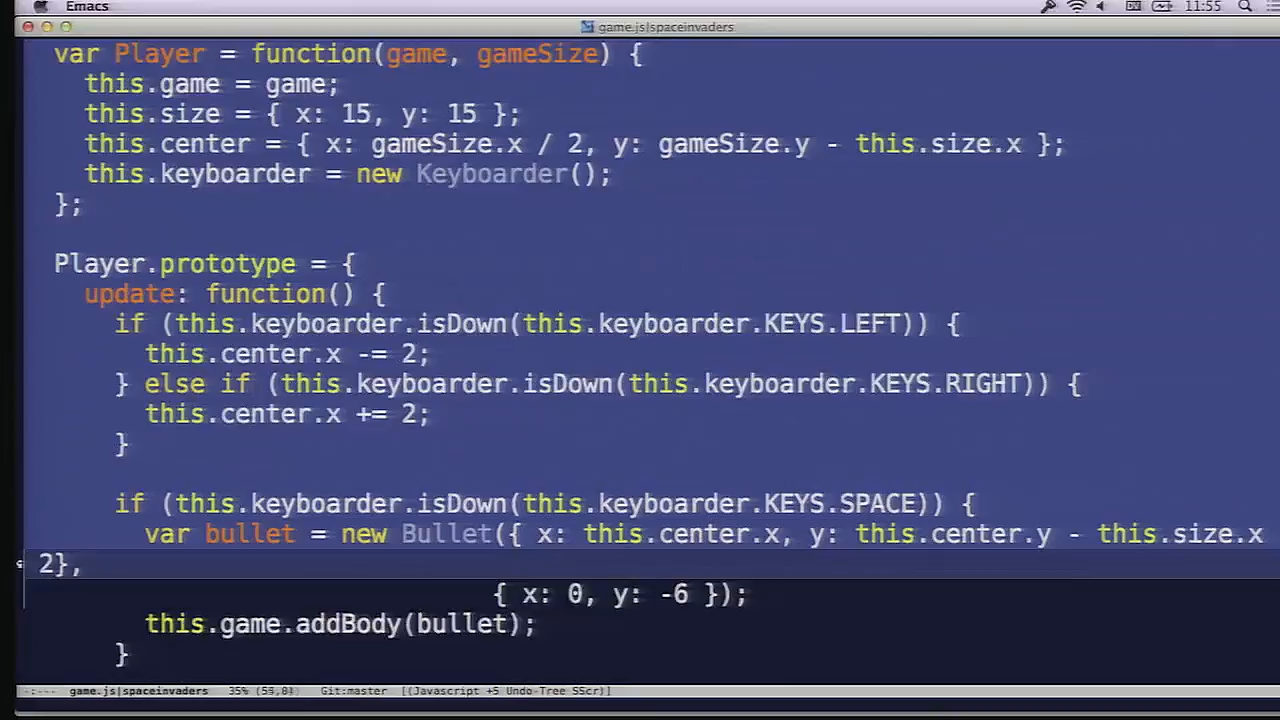 Emacs
11:55
game.js|spaceinvaders
var Player = function(game, gameSize) {
this.game = game;
this.size = { x: 15, y: 15 };
this.center = { x: gameSize.x / 2, y: gameSize.y - this.size.x };
this.keyboarder = new Keyboarder();
};
Player.prototype = {
update: function() {
if (this.keyboarder.isDown(this.keyboarder.KEYS.LEFT)) {
this.center.x -= 2;
} else if (this.keyboarder.isDown(this.keyboarder.KEYS.RIGHT)) {
this.center.x += 2;
}
if (this.keyboarder.isDown(this.keyboarder.KEYS.SPACE)) {
var bullet = new Bullet({ x: this.center.x, y: this.center.y - this.size.x
2},
{ x: 0, y: -6 });
this.game.addBody(bullet);
}
-:--- game.js|spaceinvaders 35% Git:master [(Javascript +5 Undo-Tree SScr)]